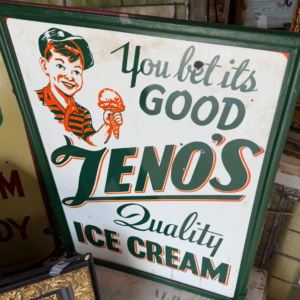 You bet its
GOOD
ZENO'S
Quality
ICE CREAM